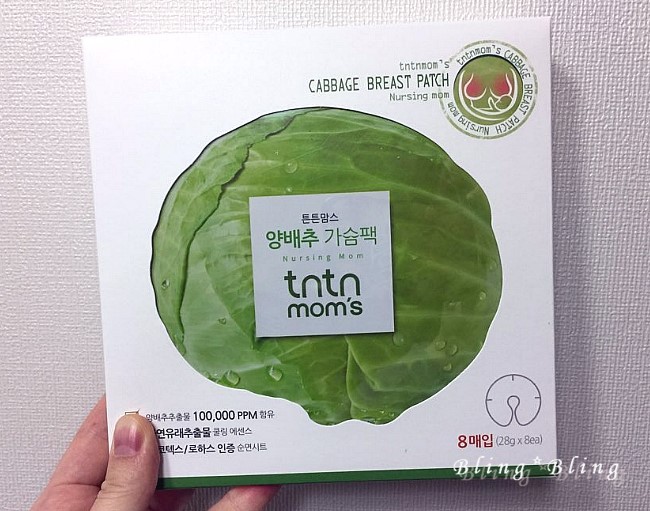 tntnmom's
CABBAGE BREAST PATCH
Nursing mom
tntnmom's CABBAGE BREAST PATCH Nursing mom
튼튼맘스
양배추 가슴팩
Nursing Mom
tntn
mom's
양배추추출물 100,000 PPM 함유
연유래추출물 쿨링 에센스
텍스/로하스 인증 순면시트
8매입 (28g x 8ea)
Bling Bling